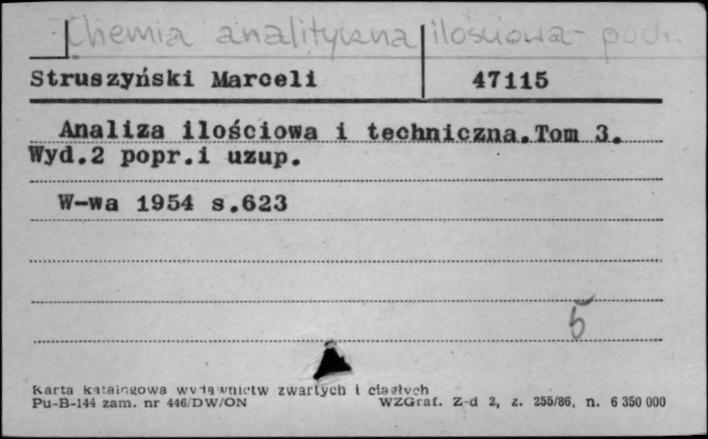 Chemia analityczna ilościowa - podr.
Struszyński Marceli 47115
Analiza ilościowa i techniczna. Tom 3.
Wyd.2 popr.i uzup.
W-wa 1954 s.623
5
Karta katalogowa wydawnictw zwartych i ciągłych
Pu-B-144 zam. nr 446/DW/ON WZGraf. Z-d 2, z. 255/86, n. 6 350 000